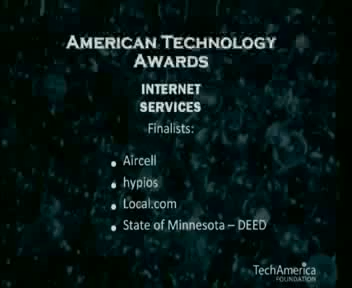 AMERICAN TECHNOLOGY
AWARDS
INTERNET
SERVICES
Finalists:
• Aircell
• hypios
• Local.com
• State of Minnesota – DEED
TechAmerica
FOUNDATION